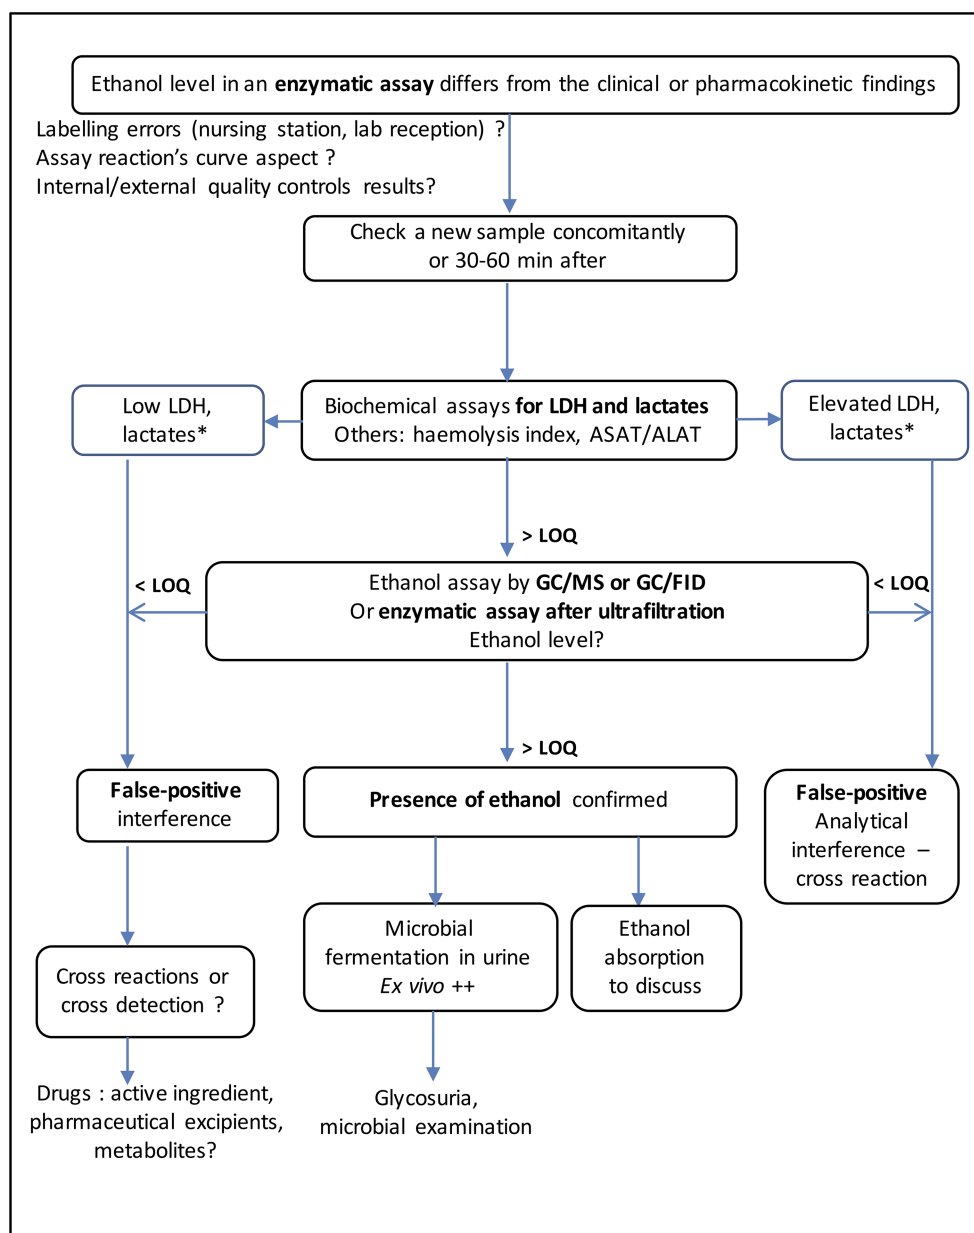 Ethanol level in an enzymatic assay differs from the clinical or pharmacokinetic findings
Labelling errors (nursing station, lab reception) ?
Assay reaction's curve aspect ?
Internal/external quality controls results?
Check a new sample concomitantly
or 30-60 min after
Low LDH,
lactates*
Biochemical assays for LDH and lactates
Others: haemolysis index, ASAT/ALAT
Elevated LDH,
lactates*
> LOQ
< LOQ
Ethanol assay by GC/MS or GC/FID
Or enzymatic assay after ultrafiltration
Ethanol level?
< LOQ
> LOQ
False-positive
interference
Presence of ethanol confirmed
False-positive
Analytical
interference –
cross reaction
Cross reactions or
cross detection ?
Microbial
fermentation in urine
Ex vivo ++
Ethanol
absorption
to discuss
Drugs : active ingredient,
pharmaceutical excipients,
metabolites?
Glycosuria,
microbial examination